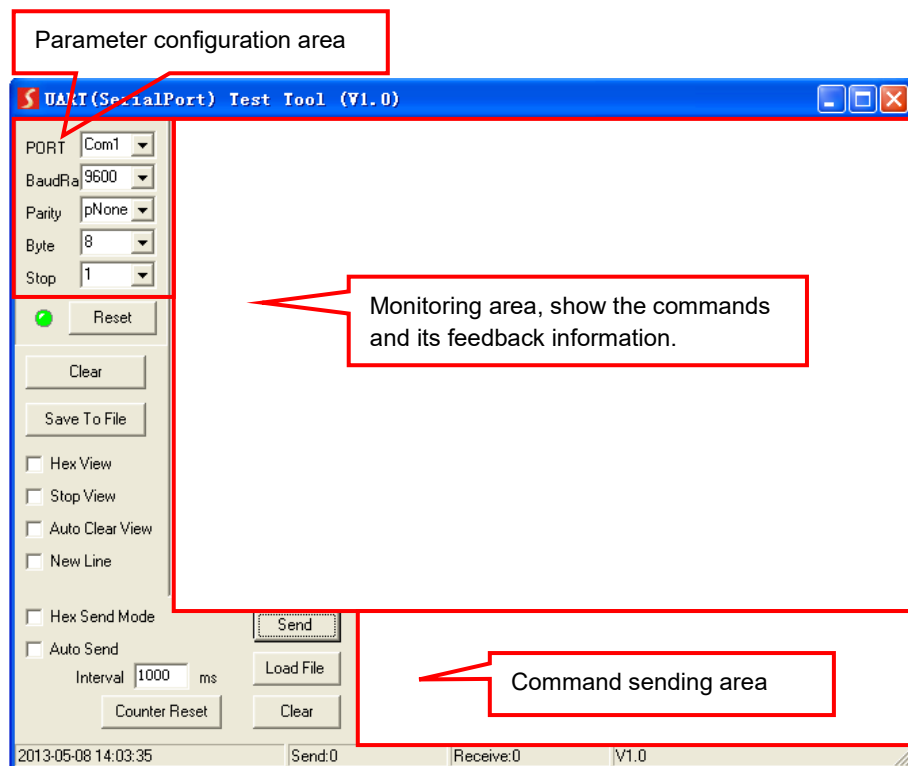 Parameter configuration area
UART(SerialPort) Test Tool (V1.0)
PORT Com1
BaudRa 9600
Parity pNone
Byte 8
Stop 1
Reset
Monitoring area, show the commands
and its feedback information.
Clear
Save To File
Hex View
Stop View
Auto Clear View
New Line
Hex Send Mode
Send
Auto Send
Interval 1000 ms
Load File
Command sending area
Counter Reset
Clear
2013-05-08 14:03:35 Send:0 Receive:0 V1.0